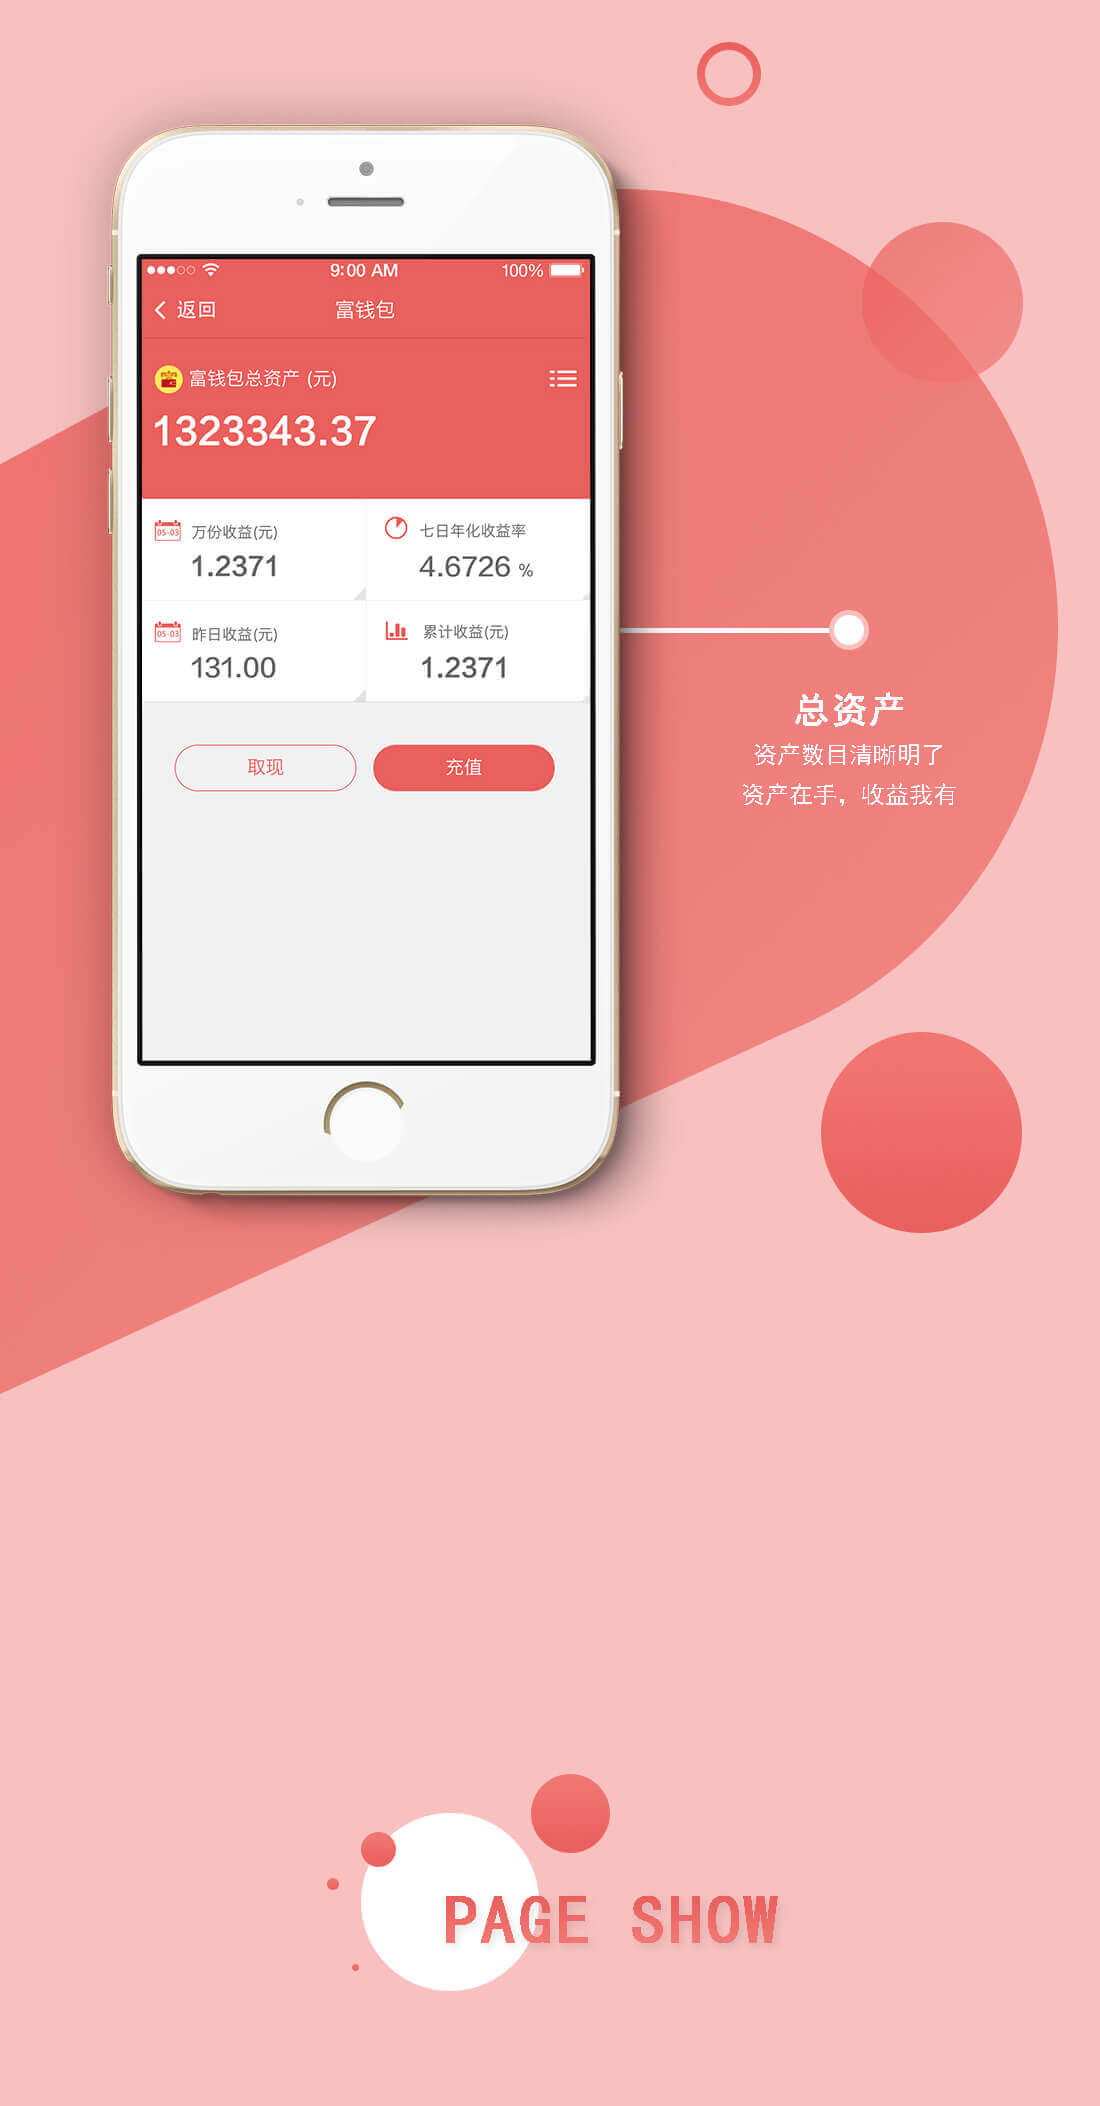 9:00 AM 100%
返回 富钱包
富钱包总资产 (元)
1323343.37
05-03 万份收益(元) 七日年化收益率
1.2371 4.6726 %
05-03 昨日收益(元) 累计收益(元)
131.00 1.2371
取现 充值
总资产
资产数目清晰明了
资产在手，收益我有
PAGE SHOW